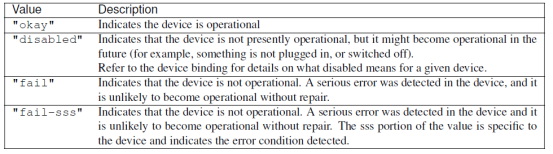 Value Description
"okay" Indicates the device is operational
"disabled" Indicates that the device is not presently operational, but it might become operational in the
future (for example, something is not plugged in, or switched off).
Refer to the device binding for details on what disabled means for a given device.
"fail" Indicates that the device is not operational. A serious error was detected in the device, and it
is unlikely to become operational without repair.
"fail-sss" Indicates that the device is not operational. A serious error was detected in the device and it
is unlikely to become operational without repair. The sss portion of the value is specific to
the device and indicates the error condition detected.